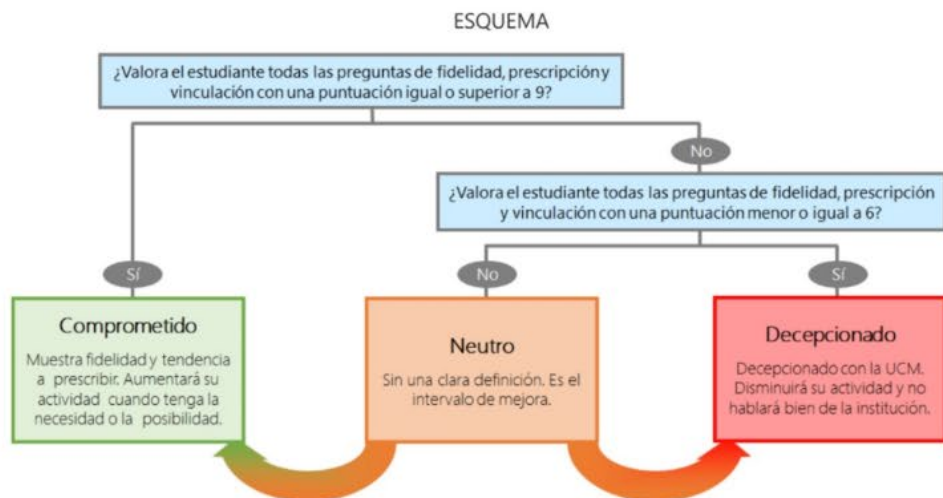 ESQUEMA
¿Valora el estudiante todas las preguntas de fidelidad, prescripción y
vinculación con una puntuación igual o superior a 9?
No
¿Valora el estudiante todas las preguntas de fidelidad, prescripción
y vinculación con una puntuación menor o igual a 6?
Sí
No
Sí
Comprometido
Muestra fidelidad y tendencia
a prescribir. Aumentará su
actividad cuando tenga la
necesidad o la posibilidad.
Neutro
Sin una clara definición. Es el
intervalo de mejora.
Decepcionado
Decepcionado con la UCM.
Disminuirá su actividad y no
hablará bien de la institución.